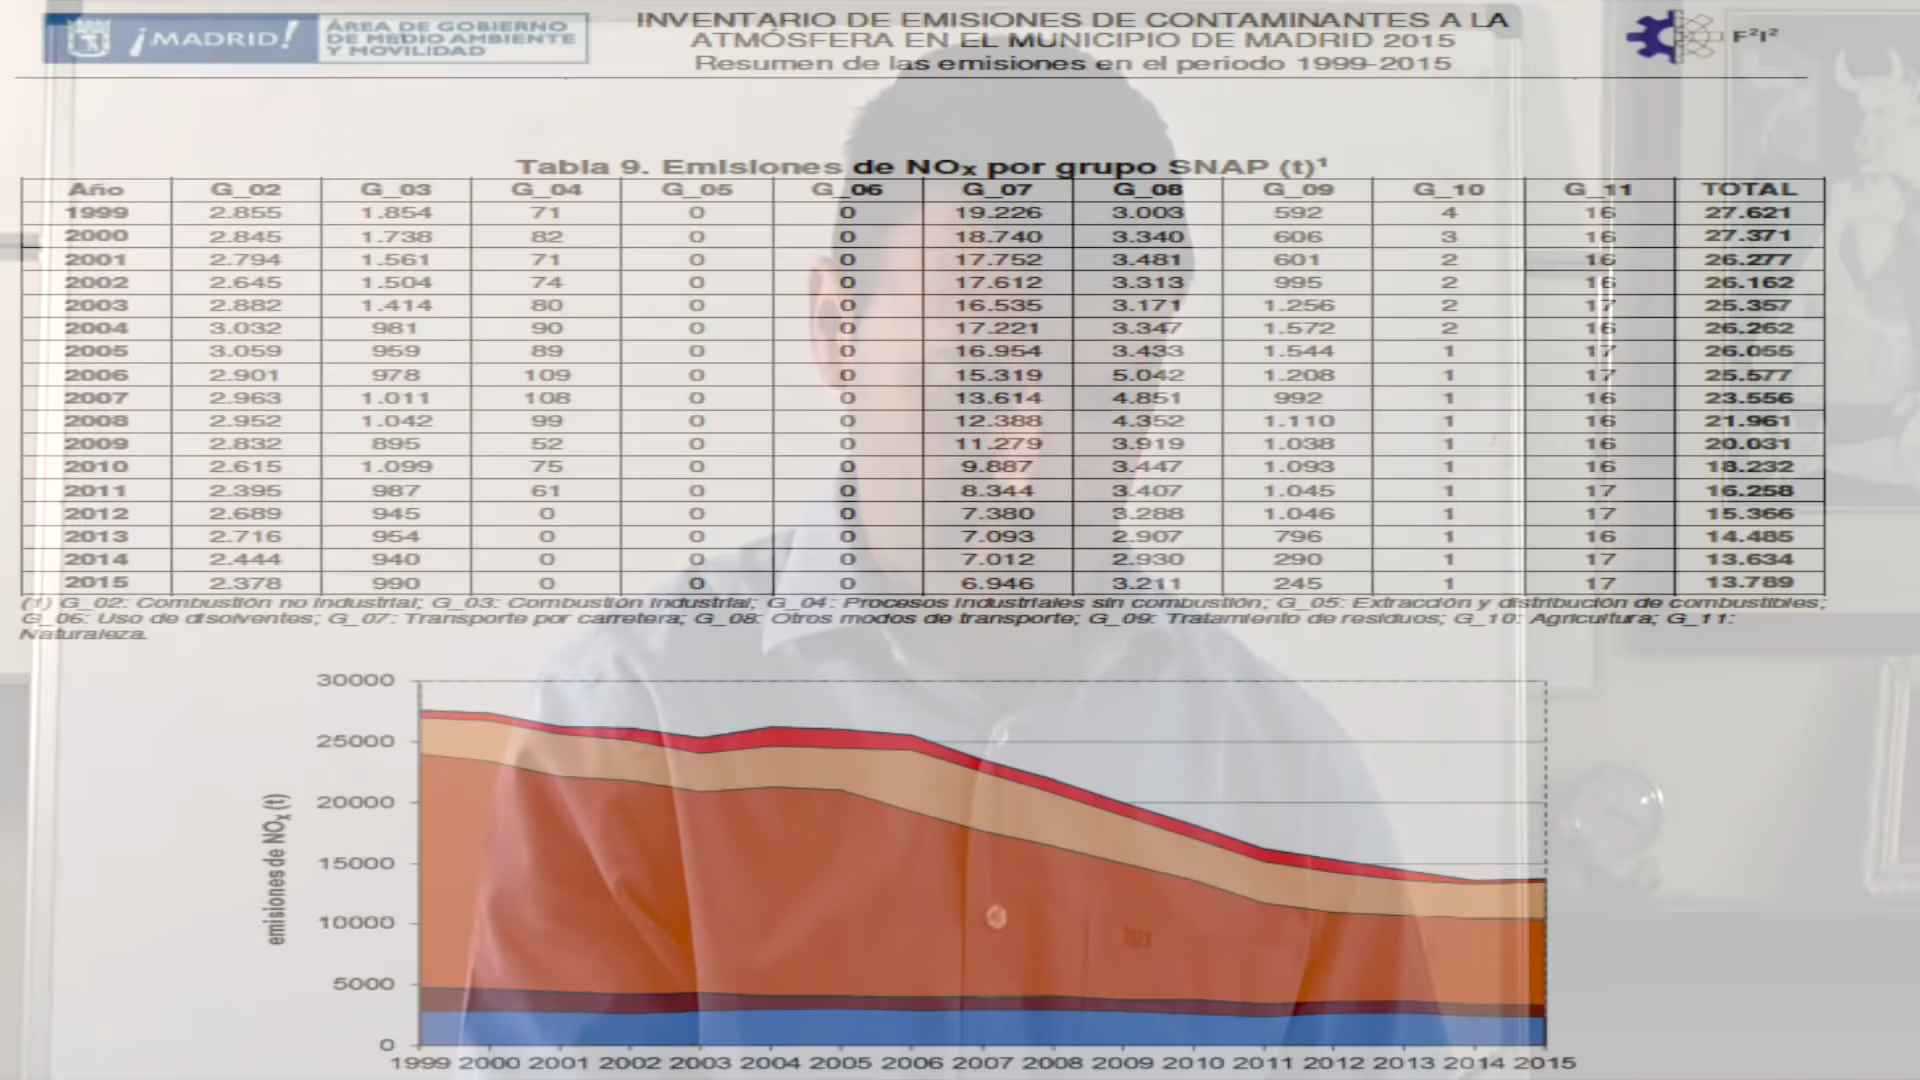 ¡MADRID!
ÁREA DE GOBIERNO
DE MEDIO AMBIENTE
Y MOVILIDAD
INVENTARIO DE EMISIONES DE CONTAMINANTES A LA
ATMÓSFERA EN EL MUNICIPIO DE MADRID 2015
Resumen de las emisiones en el periodo 1999-2015
F²I²
Tabla 9. Emisiones de NOx por grupo SNAP (t)¹
Año G_02 G_03 G_04 G_05 G_06 G_07 G_08 G_09 G_10 G_11 TOTAL
1999 2.855 1.854 71 0 0 19.226 3.003 592 4 16 27.621
2000 2.845 1.738 82 0 0 18.740 3.340 606 3 16 27.371
2001 2.794 1.561 71 0 0 17.752 3.481 601 2 16 26.277
2002 2.645 1.504 74 0 0 17.612 3.313 995 2 16 26.162
2003 2.882 1.414 80 0 0 16.535 3.171 1.256 2 17 25.357
2004 3.032 981 90 0 0 17.221 3.347 1.572 2 16 26.262
2005 3.059 959 89 0 0 16.954 3.433 1.544 1 17 26.055
2006 2.901 978 109 0 0 15.319 5.042 1.208 1 17 25.577
2007 2.963 1.011 108 0 0 13.614 4.851 992 1 16 23.556
2008 2.952 1.042 99 0 0 12.388 4.352 1.110 1 16 21.961
2009 2.832 895 52 0 0 11.279 3.919 1.038 1 16 20.031
2010 2.615 1.099 75 0 0 9.887 3.447 1.093 1 16 18.232
2011 2.395 987 61 0 0 8.344 3.407 1.045 1 17 16.258
2012 2.689 945 0 0 0 7.380 3.288 1.046 1 17 15.366
2013 2.716 954 0 0 0 7.093 2.907 796 1 16 14.485
2014 2.444 940 0 0 0 7.012 2.930 290 1 17 13.634
2015 2.378 990 0 0 0 6.946 3.211 245 1 17 13.789
(1) G_02: Combustión no industrial; G_03: Combustión industrial; G_04: Procesos industriales sin combustión; G_05: Extracción y distribución de combustibles;
G_06: Uso de disolventes; G_07: Transporte por carretera; G_08: Otros modos de transporte; G_09: Tratamiento de residuos; G_10: Agricultura; G_11:
Naturaleza.
emisiones de NOx (t)
30000
25000
20000
15000
10000
5000
0
1999 2000 2001 2002 2003 2004 2005 2006 2007 2008 2009 2010 2011 2012 2013 2014 2015